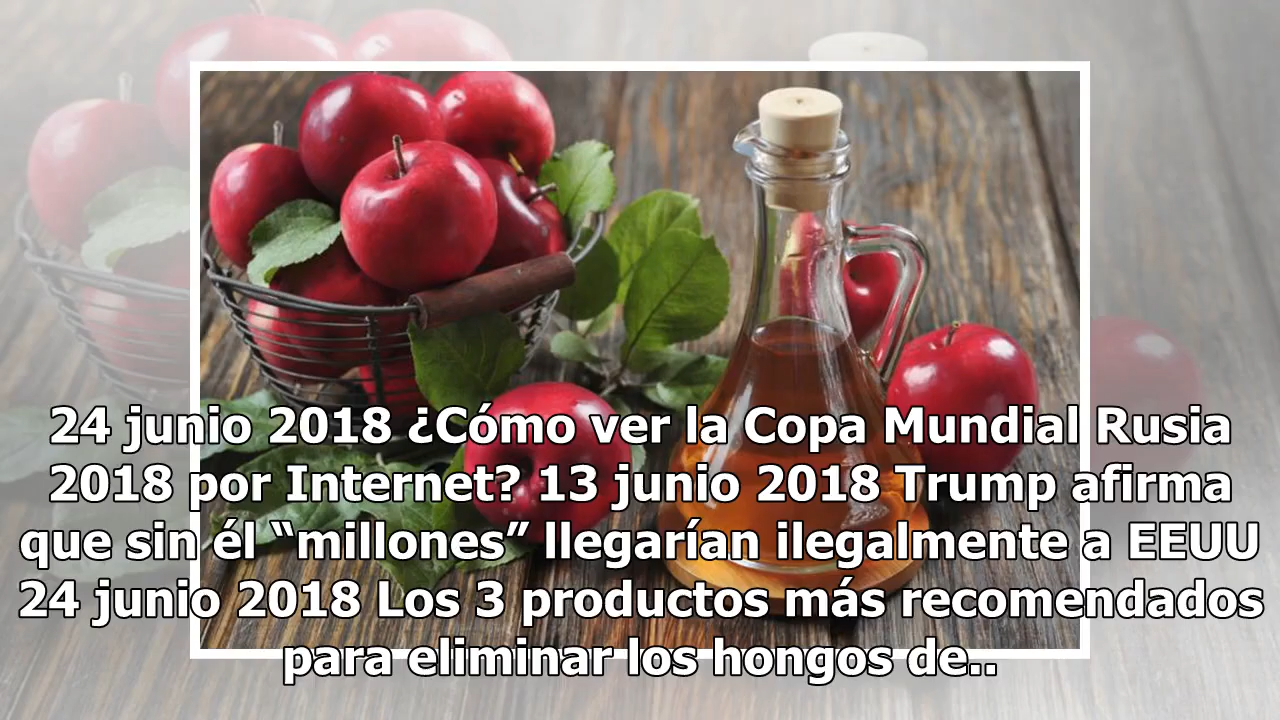 24 junio 2018 ¿Cómo ver la Copa Mundial Rusia
2018 por Internet? 13 junio 2018 Trump afirma
que sin él “millones” llegarían ilegalmente a EEUU
24 junio 2018 Los 3 productos más recomendados
para eliminar los hongos de..